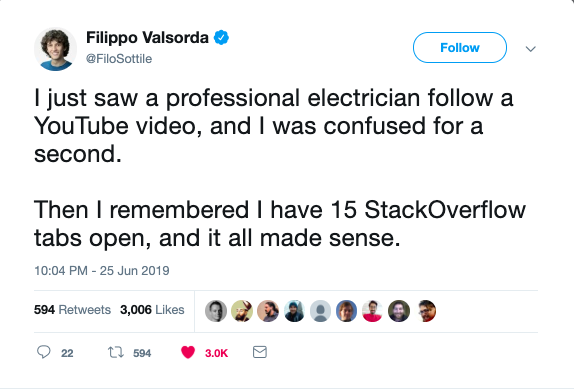 Filippo Valsorda
@FiloSottile
Follow
I just saw a professional electrician follow a
YouTube video, and I was confused for a
second.
Then I remembered I have 15 StackOverflow
tabs open, and it all made sense.
10:04 PM - 25 Jun 2019
594 Retweets 3,006 Likes
22 594 3.0K